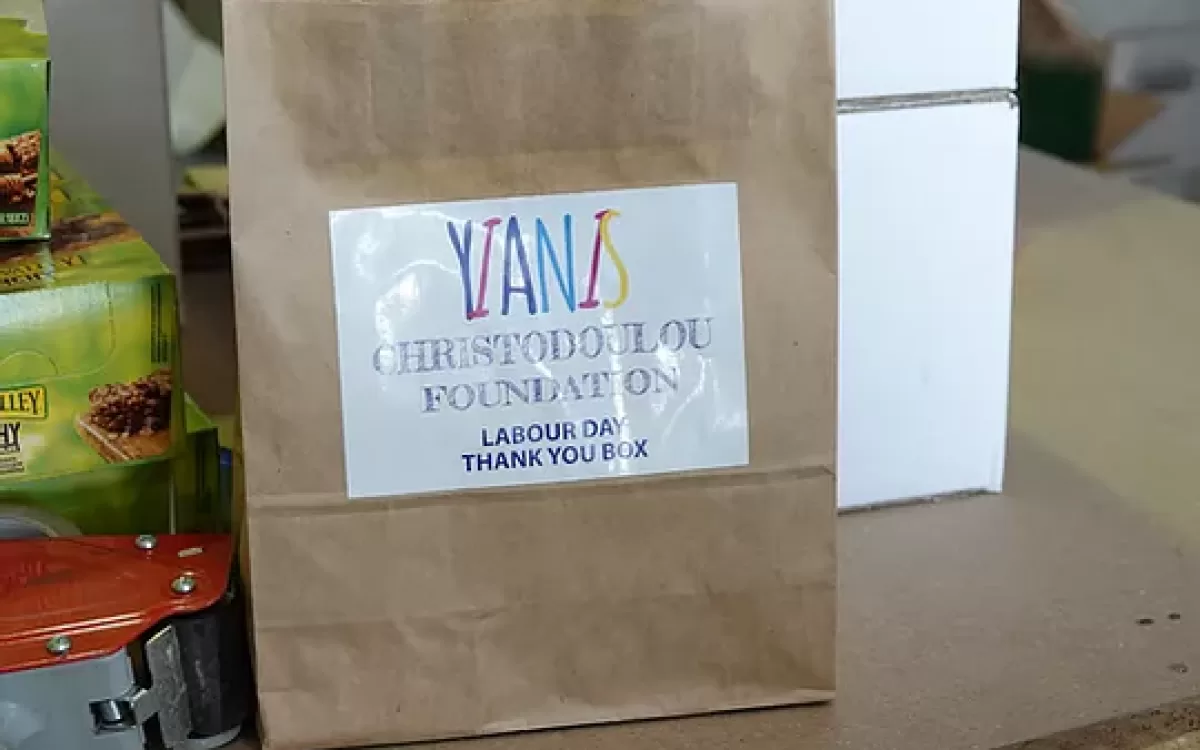 YIANIS
CHRISTODOULOU
FOUNDATION
LABOUR DAY
THANK YOU BOX